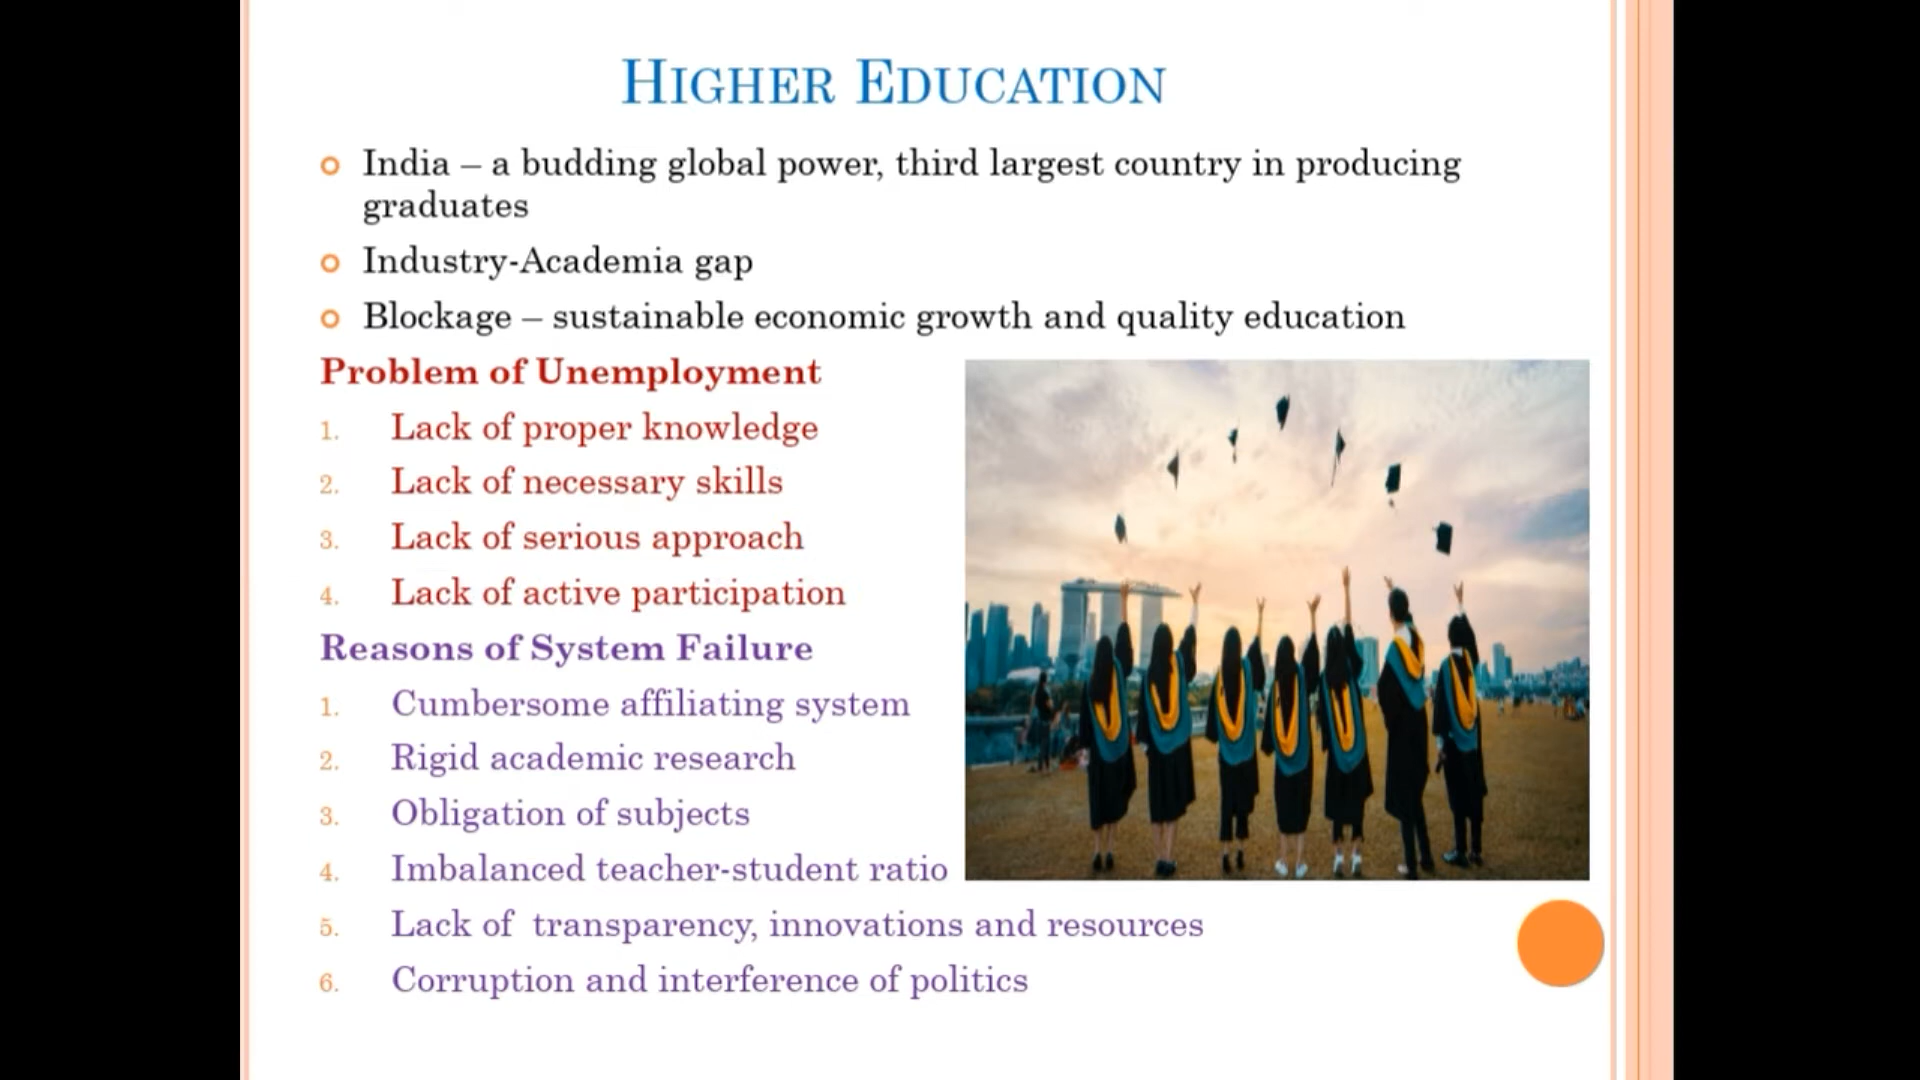 HIGHER EDUCATION
India – a budding global power, third largest country in producing
graduates
Industry-Academia gap
Blockage – sustainable economic growth and quality education
Problem of Unemployment
1. Lack of proper knowledge
2. Lack of necessary skills
3. Lack of serious approach
4. Lack of active participation
Reasons of System Failure
1. Cumbersome affiliating system
2. Rigid academic research
3. Obligation of subjects
4. Imbalanced teacher-student ratio
5. Lack of transparency, innovations and resources
6. Corruption and interference of politics